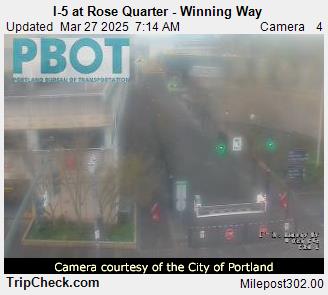 I-5 at Rose Quarter - Winning Way
Updated Mar 27 2025 7:14 AM Camera 4
PBOT
PORTLAND BUREAU OF TRANSPORTATION
Camera courtesy of the City of Portland
TripCheck.com Milepost302.00